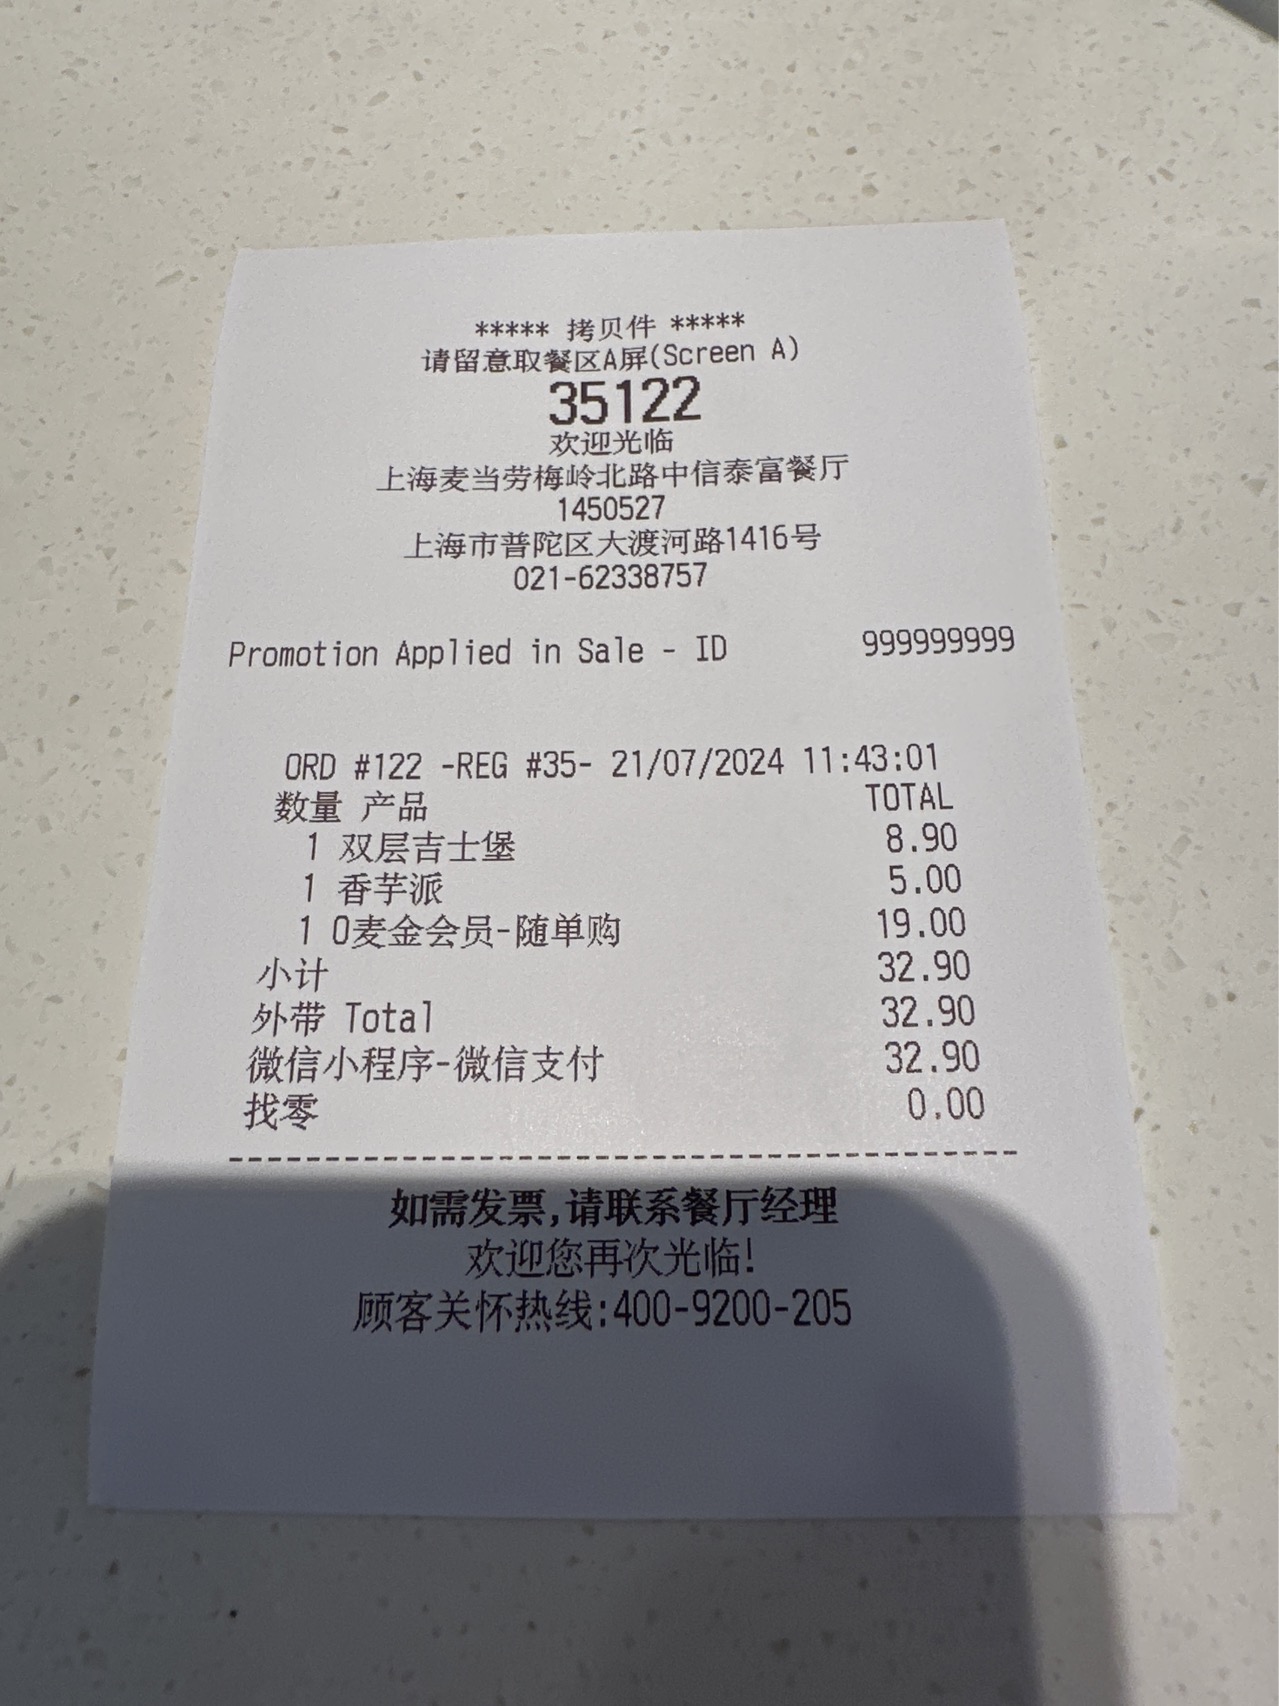 ***** 拷贝件 *****
请留意取餐区A屏(Screen A)
35122
欢迎光临
上海麦当劳梅岭北路中信泰富餐厅
1450527
上海市普陀区大渡河路1416号
021-62338757
Promotion Applied in Sale - ID 999999999
ORD #122 -REG #35- 21/07/2024 11:43:01
数量 产品 TOTAL
1 双层吉士堡 8.90
1 香芋派 5.00
1 0麦金会员-随单购 19.00
小计 32.90
外带 Total 32.90
微信小程序-微信支付 32.90
找零 0.00
--------------------------------------------------
如需发票,请联系餐厅经理
欢迎您再次光临!
顾客关怀热线:400-9200-205